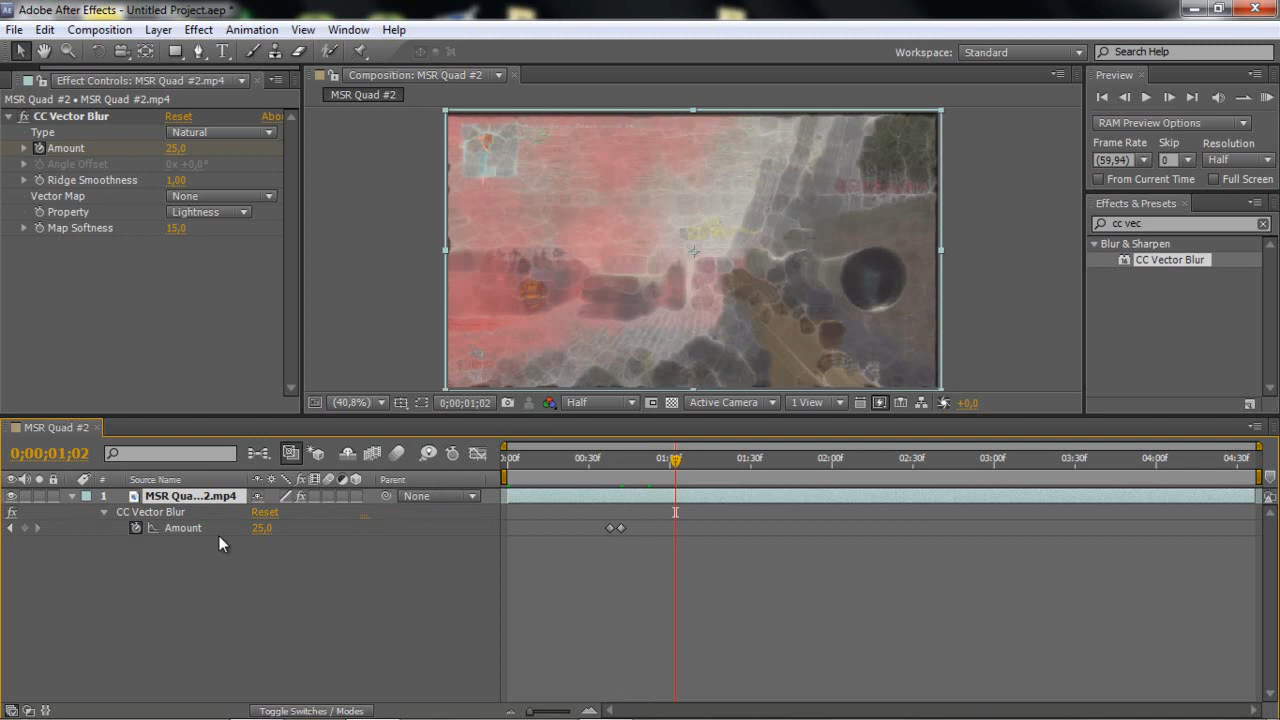 Adobe After Effects - Untitled Project.aep *
File Edit Composition Layer Effect Animation View Window Help
Workspace: Standard Search Help
Effect Controls: MSR Quad #2.mp4
MSR Quad #2 • MSR Quad #2.mp4
fx CC Vector Blur Reset Abo
Type Natural
Amount 25,0
Angle Offset 0x +0,0°
Ridge Smoothness 1,00
Vector Map None
Property Lightness
Map Softness 15,0
Composition: MSR Quad #2
MSR Quad #2
(40,8%) 0;00;01;02 Half Active Camera 1 View +0,0
Preview
RAM Preview Options
Frame Rate Skip Resolution
(59,94) 0 Half
From Current Time Full Screen
Effects & Presets
cc vec
Blur & Sharpen
CC Vector Blur
MSR Quad #2
0;00;01;02
:00f 00:30f 01:00f 01:30f 02:00f 02:30f 03:00f 03:30f 04:00f 04:30f
# Source Name Parent
1 MSR Qua...2.mp4 None
fx CC Vector Blur Reset ...
Amount 25,0
Toggle Switches / Modes